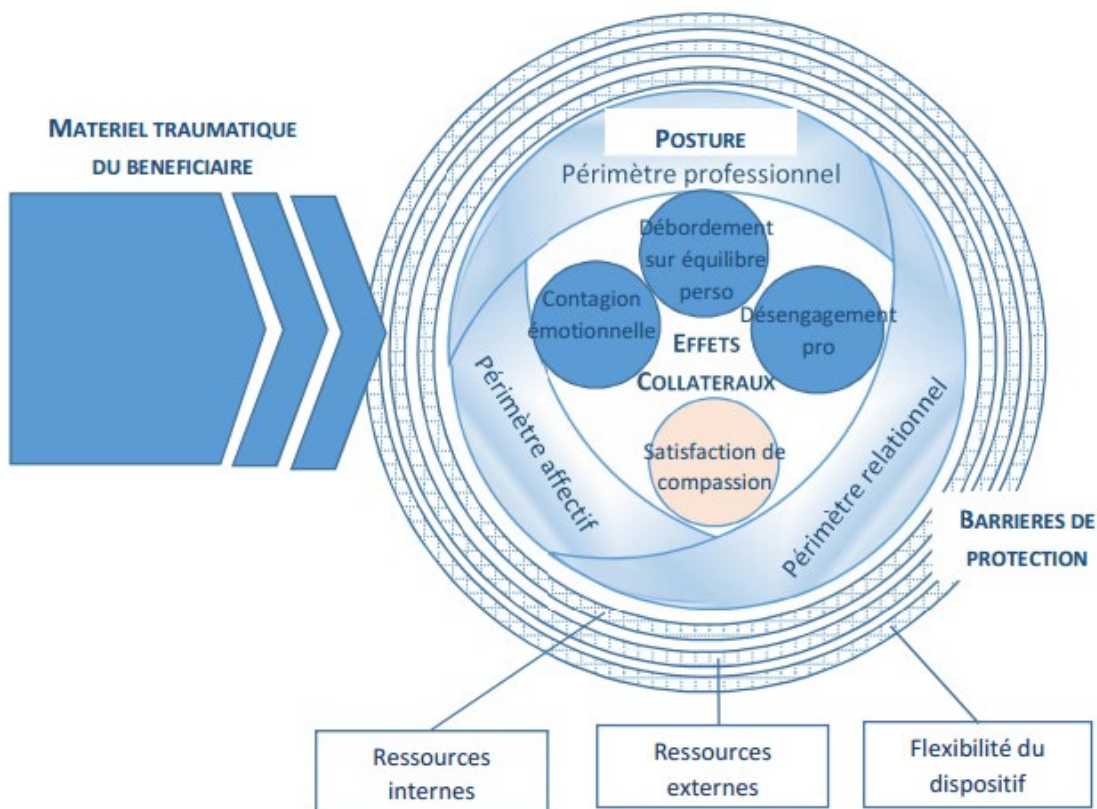 MATERIEL TRAUMATIQUE
DU BENEFICIAIRE
POSTURE
Périmètre professionnel
Débordement
sur équilibre
perso
Contagion
émotionnelle
Désengagement
pro
EFFETS
COLLATERAUX
Satisfaction de
compassion
Périmètre affectif
Périmètre relationnel
BARRIERES DE
PROTECTION
Ressources
internes
Ressources
externes
Flexibilité du
dispositif